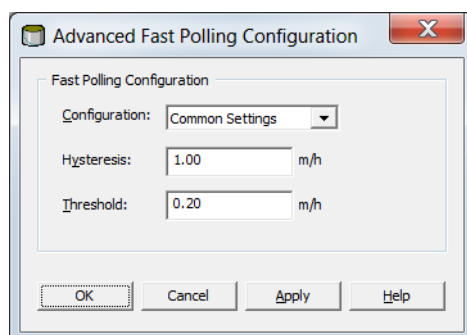 Advanced Fast Polling Configuration
Fast Polling Configuration
Configuration: Common Settings
Hysteresis: 1.00 m/h
Threshold: 0.20 m/h
OK Cancel Apply Help